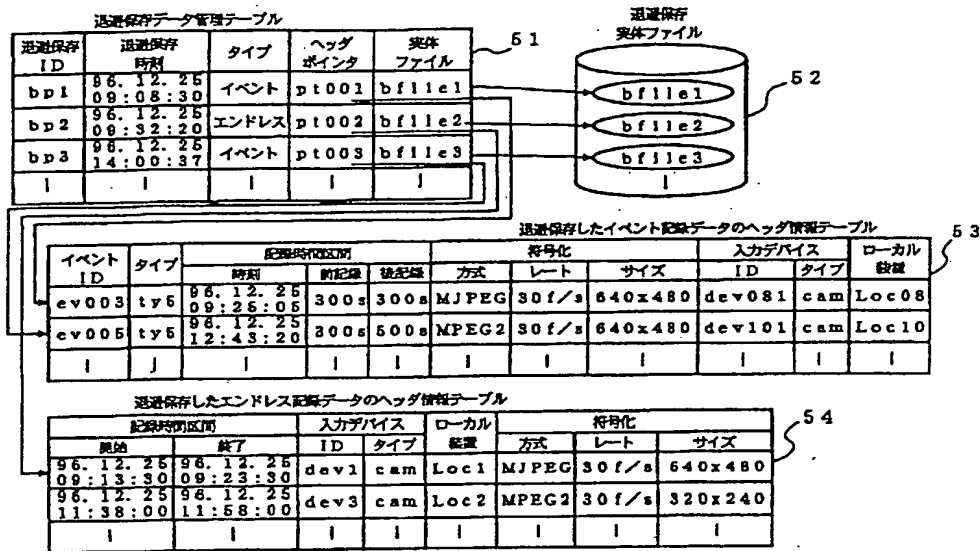 退避保存データ管理テーブル
退避保存ID 退避保存時刻 タイプ ヘッダポインタ 実体ファイル
bp1 96.12.25 09:08:30 イベント pt001 bfile1
bp2 96.12.25 09:32:20 エンドレス pt002 bfile2
bp3 96.12.25 14:00:37 イベント pt003 bfile3
51
退避保存
実体ファイル
bfile1
bfile2
bfile3
52
退避保存したイベント記録データのヘッダ情報テーブル
53
イベントID タイプ 記録時間区間 符号化 入力デバイス ローカル装置
時刻 前記録 後記録 方式 レート サイズ ID タイプ
ev003 ty5 96.12.25 09:25:05 300s 300s MJPEG 30f/s 640x480 dev081 cam Loc08
ev005 ty5 96.12.25 12:43:20 300s 500s MPEG2 30f/s 640x480 dev101 cam Loc10
退避保存したエンドレス記録データのヘッダ情報テーブル
54
記録時間区間 入力デバイス ローカル装置 符号化
開始 終了 ID タイプ 方式 レート サイズ
96.12.25 09:13:30 96.12.25 09:23:30 dev1 cam Loc1 MJPEG 30f/s 640x480
96.12.25 11:38:00 96.12.25 11:58:00 dev3 cam Loc2 MPEG2 30f/s 320x240